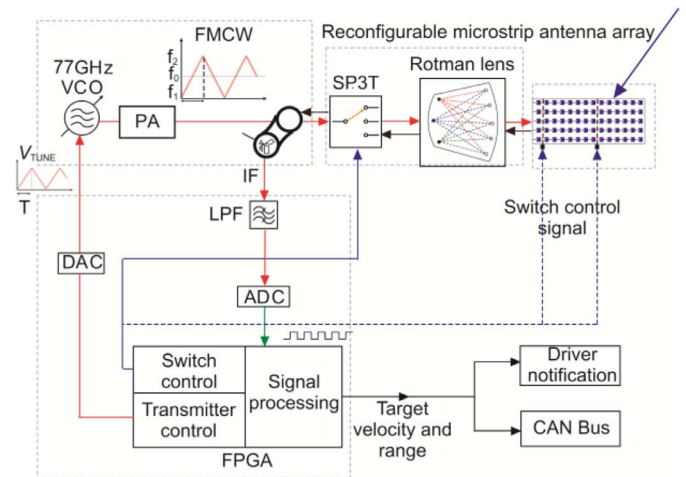 FMCW
Reconfigurable microstrip antenna array
77GHz
VCO
f2
f0
f1
PA
SP3T
Rotman lens
VTUNE
T
IF
LPF
Switch control
signal
DAC
ADC
Switch
control
Transmitter
control
Signal
processing
FPGA
Target
velocity and
range
Driver
notification
CAN Bus